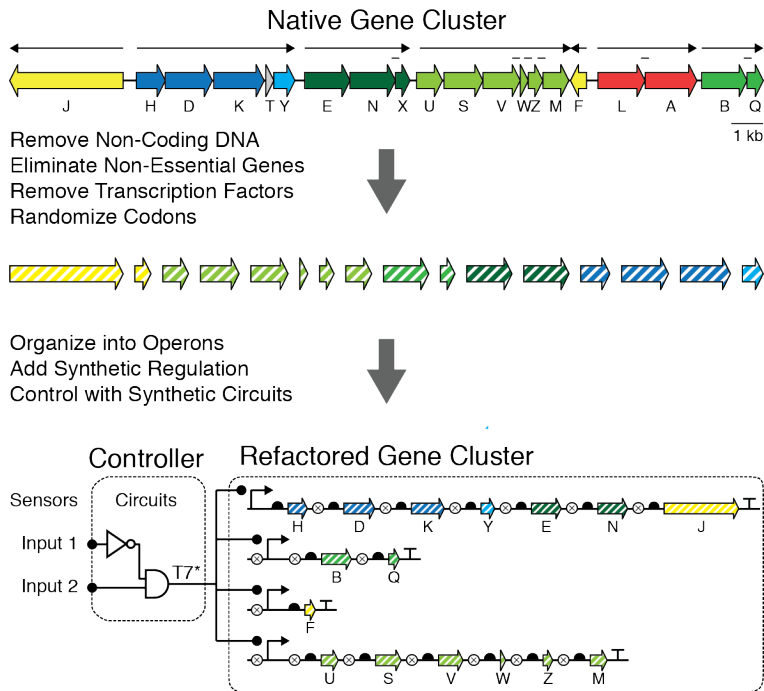 Native Gene Cluster
J H D K T Y E N X U S V W Z M F L A B Q
1 kb
Remove Non-Coding DNA
Eliminate Non-Essential Genes
Remove Transcription Factors
Randomize Codons
Organize into Operons
Add Synthetic Regulation
Control with Synthetic Circuits
Controller
Refactored Gene Cluster
Sensors
Circuits
Input 1
Input 2
T7*
H D K Y E N J
B Q
F
U S V W Z M